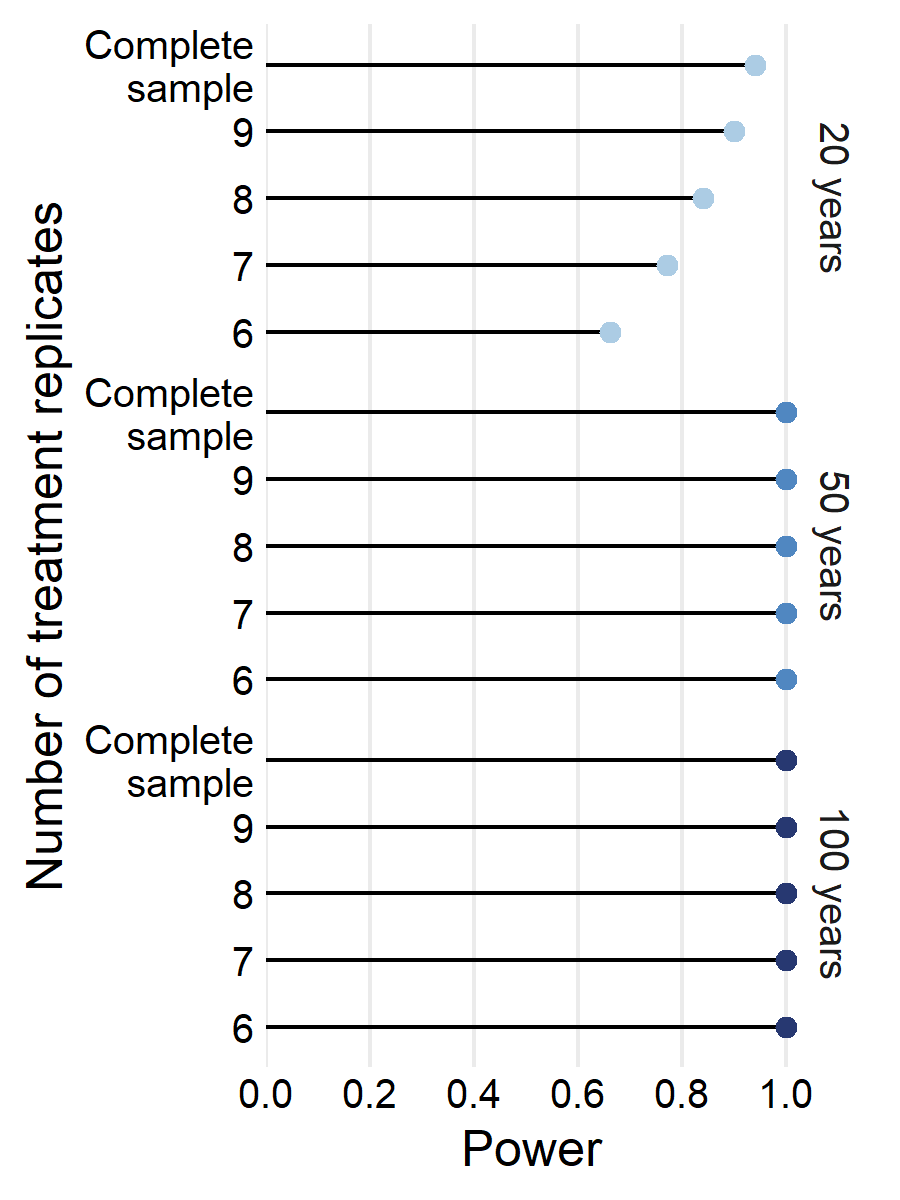 Number of treatment replicates
Complete
sample
9
8
7
6
20 years
Complete
sample
9
8
7
6
50 years
Complete
sample
9
8
7
6
100 years
0.0 0.2 0.4 0.6 0.8 1.0
Power